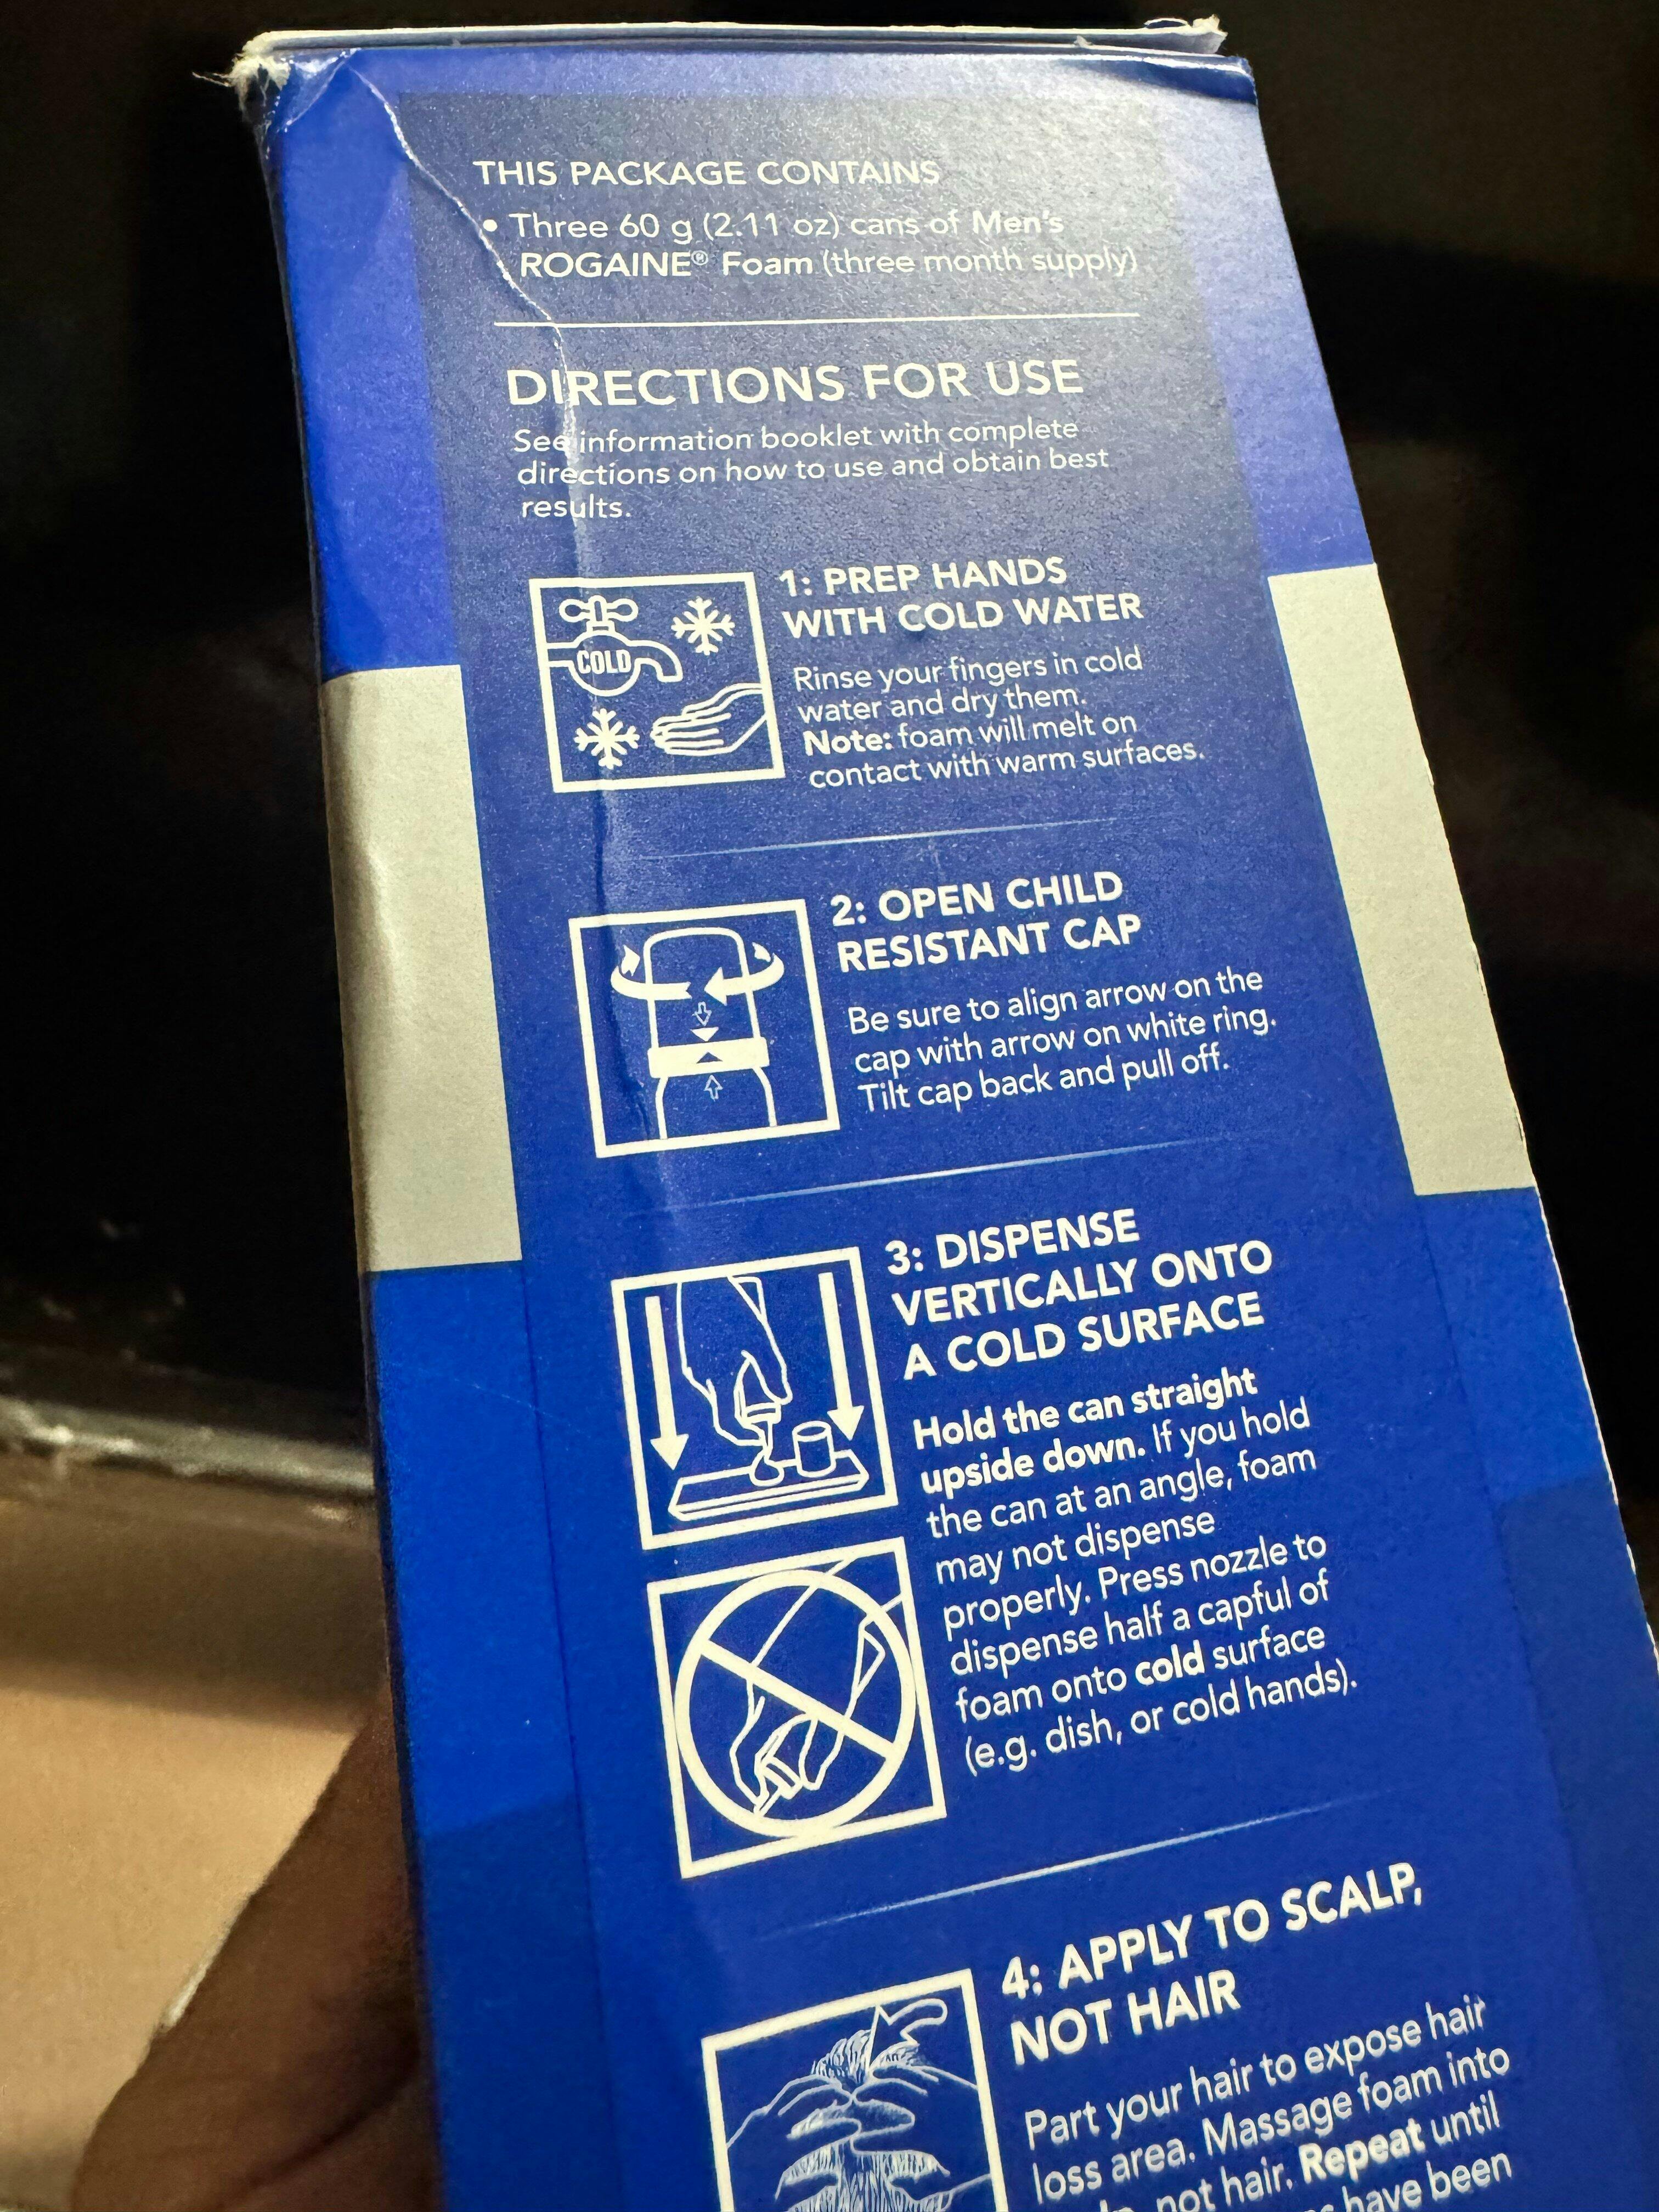 THIS PACKAGE CONTAINS
• Three 60 g (2.11 oz) cans of Men's
ROGAINE® Foam (three month supply)
DIRECTIONS FOR USE
See information booklet with complete
directions on how to use and obtain best
results.
COLD
1: PREP HANDS
WITH COLD WATER
Rinse your fingers in cold
water and dry them.
Note: foam will melt on
contact with warm surfaces.
2: OPEN CHILD
RESISTANT CAP
Be sure to align arrow on the
cap with arrow on white ring.
Tilt cap back and pull off.
3: DISPENSE
VERTICALLY ONTO
A COLD SURFACE
Hold the can straight
upside down. If you hold
the can at an angle, foam
may not dispense
properly. Press nozzle to
dispense half a capful of
foam onto cold surface
(e.g. dish, or cold hands).
4: APPLY TO SCALP,
NOT HAIR
Part your hair to expose hair
loss area. Massage foam into
not hair. Repeat until
have been